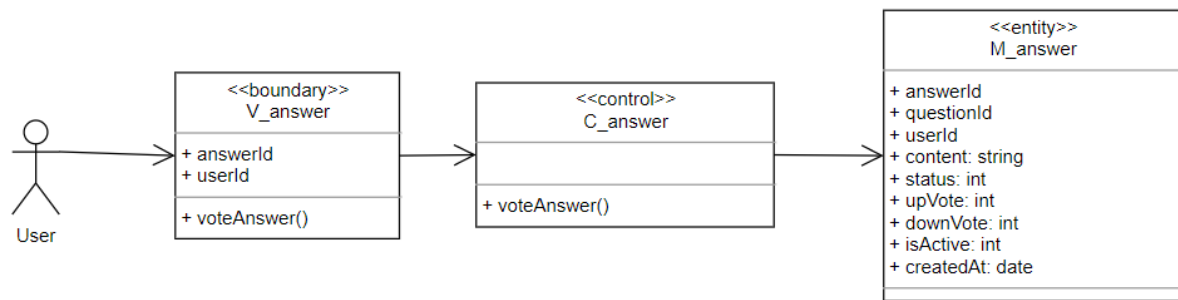 User
<<boundary>>
V_answer
+ answerId
+ userId
+ voteAnswer()
<<control>>
C_answer
+ voteAnswer()
<<entity>>
M_answer
+ answerId
+ questionId
+ userId
+ content: string
+ status: int
+ upVote: int
+ downVote: int
+ isActive: int
+ createdAt: date